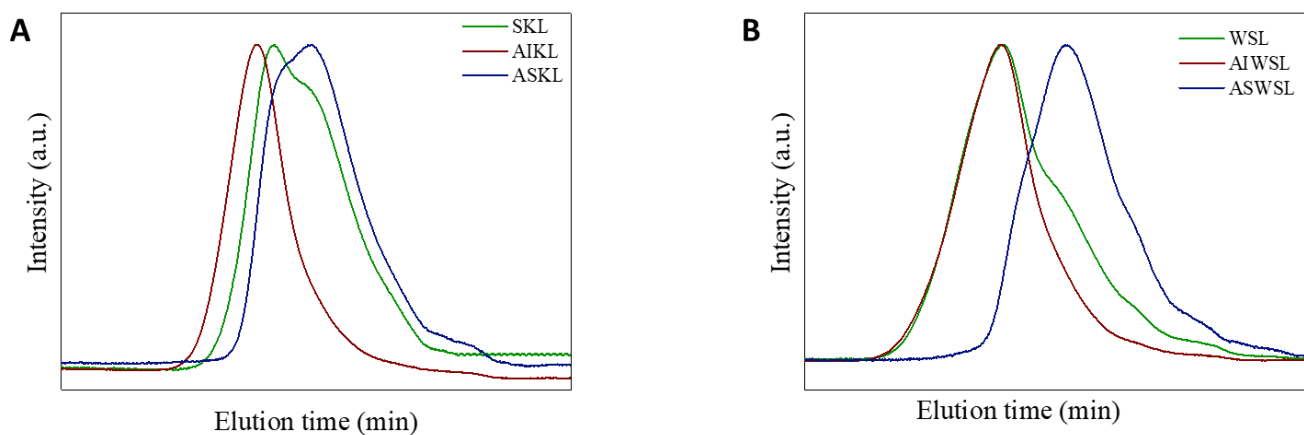 A
SKL
AIKL
ASKL
Intensity (a.u.)
Elution time (min)
B
WSL
AIWSL
ASWSL
Intensity (a.u.)
Elution time (min)